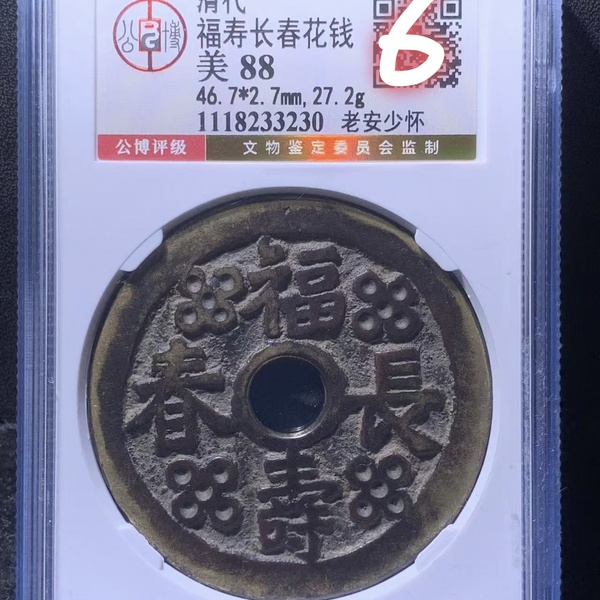 清代
福寿长春花钱
美 88
46.7*2.7mm, 27.2g
1118233230 老安少怀
公博
公博评级 文物鉴定委员会监制
6
福
春 長
壽